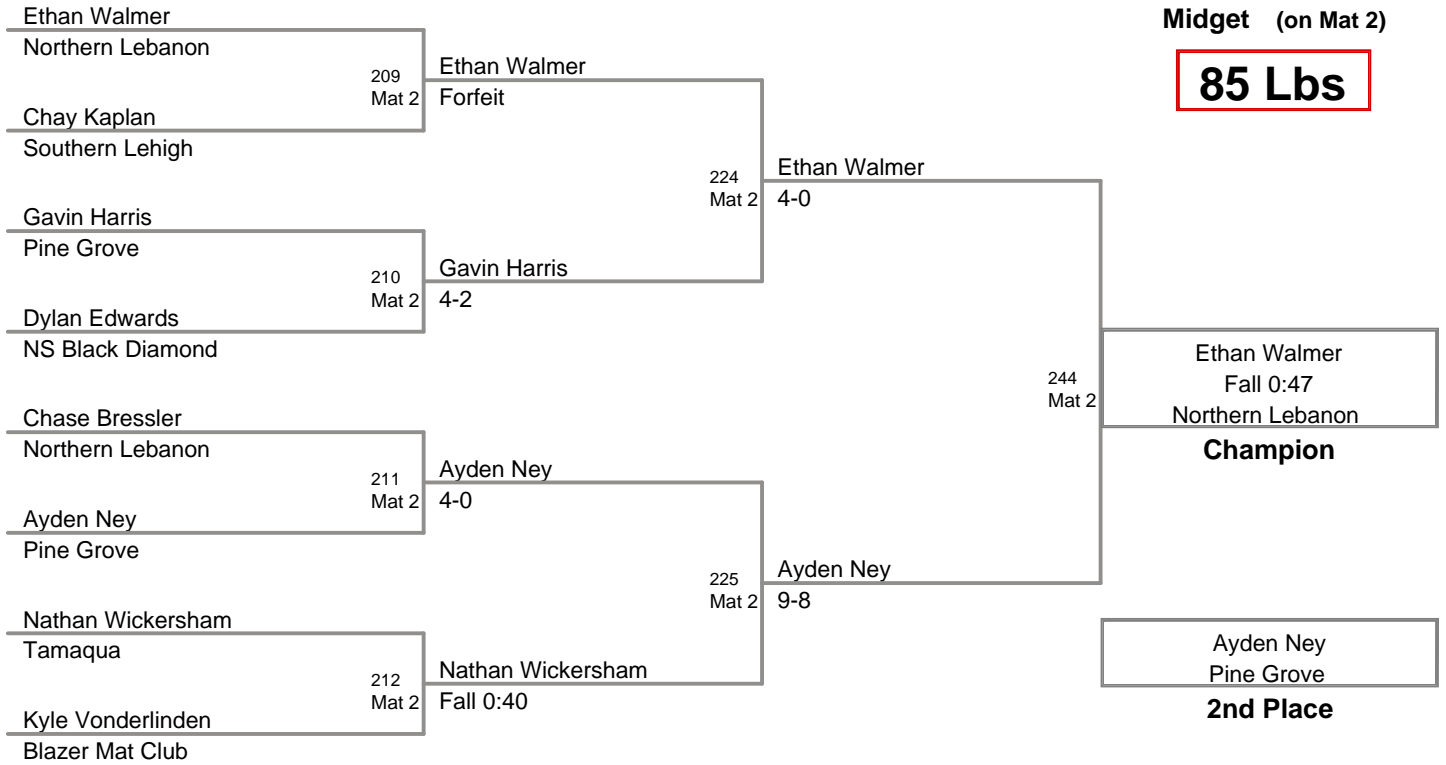 Midget (on Mat 2)
85 Lbs
Ethan Walmer
Northern Lebanon
209
Mat 2
Ethan Walmer
Forfeit
Chay Kaplan
Southern Lehigh
224
Mat 2
Ethan Walmer
4-0
Gavin Harris
Pine Grove
210
Mat 2
Gavin Harris
4-2
Dylan Edwards
NS Black Diamond
244
Mat 2
Ethan Walmer
Fall 0:47
Northern Lebanon
Champion
Chase Bressler
Northern Lebanon
211
Mat 2
Ayden Ney
4-0
Ayden Ney
Pine Grove
225
Mat 2
Ayden Ney
9-8
Nathan Wickersham
Tamaqua
212
Mat 2
Nathan Wickersham
Fall 0:40
Kyle Vonderlinden
Blazer Mat Club
Ayden Ney
Pine Grove
2nd Place